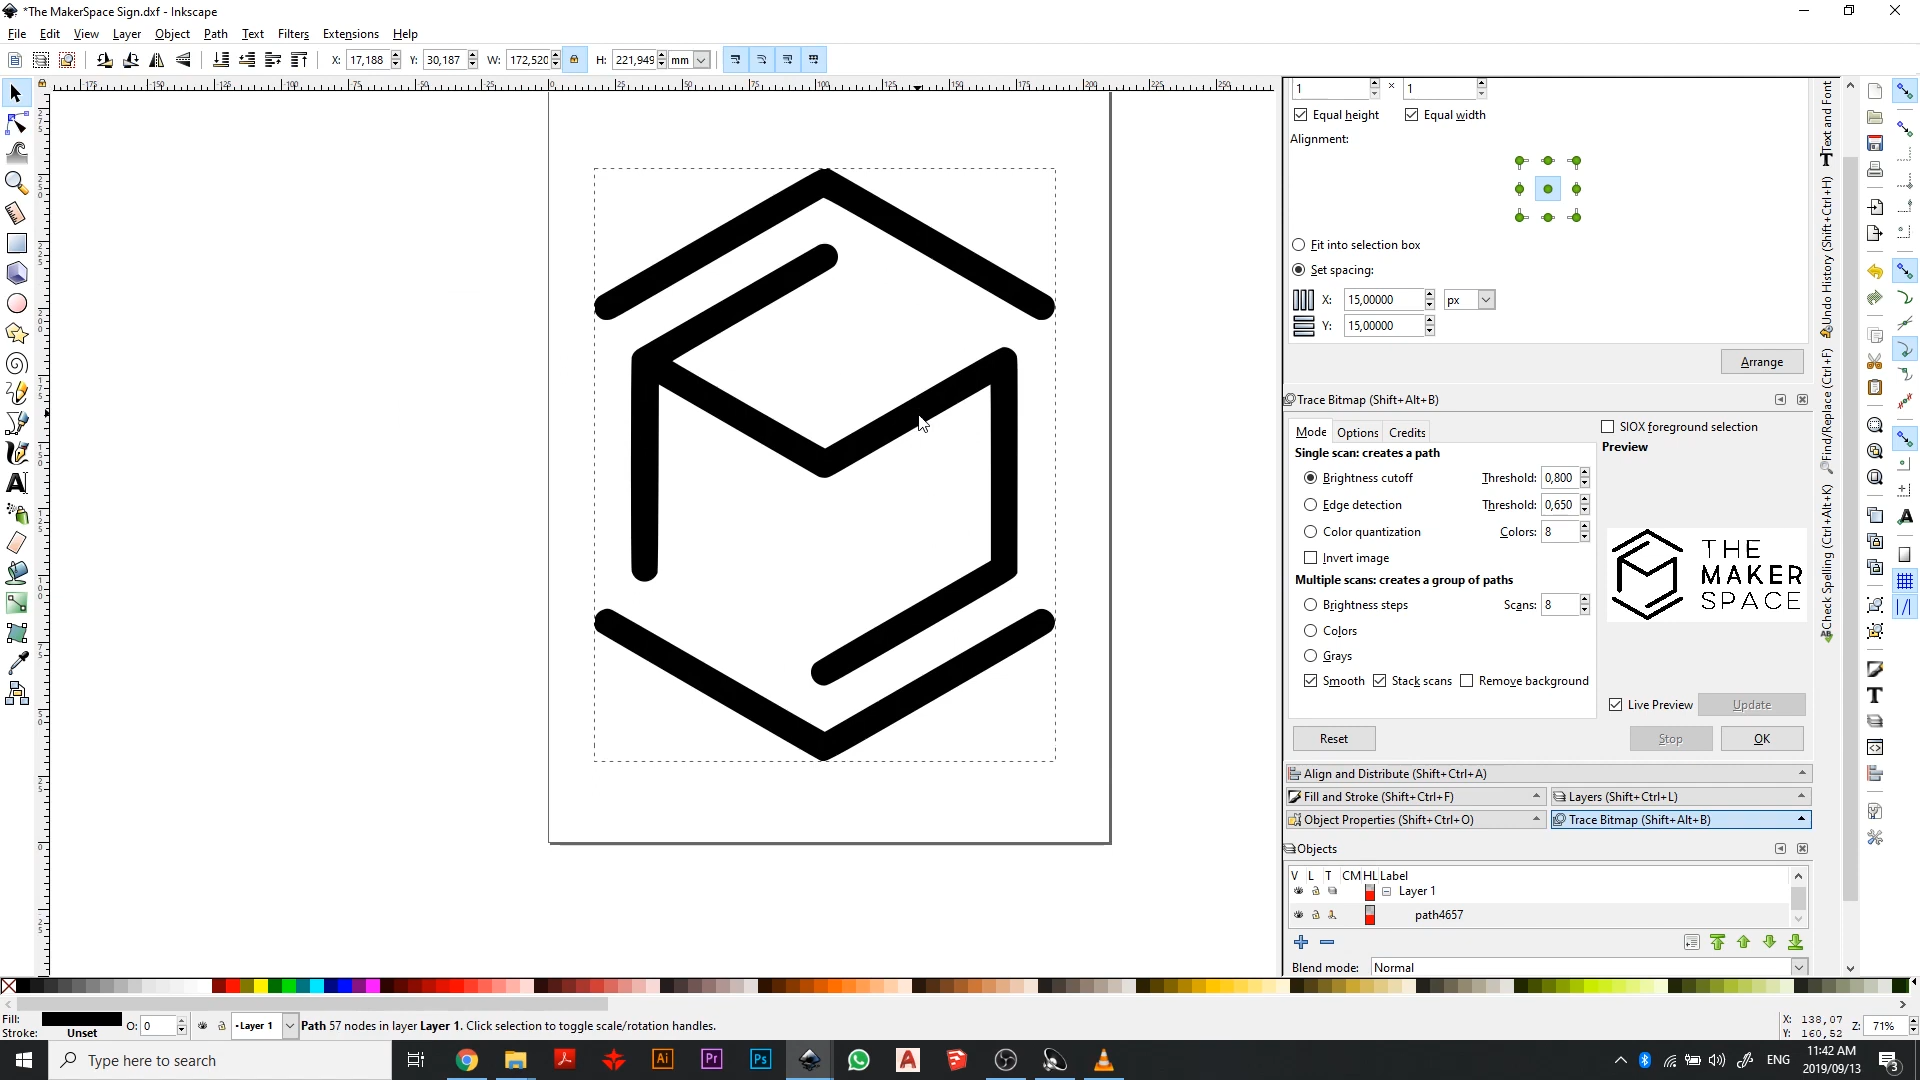 *The MakerSpace Sign.dxf - Inkscape
File Edit View Layer Object Path Text Filters Extensions Help
X: 17,188 Y: 30,187 W: 172,520 H: 221,949 mm
1 × 1
Equal height Equal width
Alignment:
Fit into selection box
Set spacing:
X: 15,00000 px
Y: 15,00000
Arrange
Trace Bitmap (Shift+Alt+B)
Mode Options Credits
SIOX foreground selection
Preview
Single scan: creates a path
Brightness cutoff Threshold: 0,800
Edge detection Threshold: 0,650
Color quantization Colors: 8
Invert image
Multiple scans: creates a group of paths
Brightness steps Scans: 8
Colors
Grays
Smooth Stack scans Remove background
THE
MAKER
SPACE
Live Preview Update
Reset Stop OK
Align and Distribute (Shift+Ctrl+A)
Fill and Stroke (Shift+Ctrl+F) Layers (Shift+Ctrl+L)
Object Properties (Shift+Ctrl+O) Trace Bitmap (Shift+Alt+B)
Objects
V L T CM HL Label
Layer 1
path4657
Blend mode: Normal
Text and Font
Undo History (Shift+Ctrl+H)
Find/Replace (Ctrl+F)
Check Spelling (Ctrl+Alt+K)
Fill:
Stroke: Unset
O: 0
Layer 1
Path 57 nodes in layer Layer 1. Click selection to toggle scale/rotation handles.
X: 138,07
Y: 160,52
Z: 71%
Type here to search
Ai Pr Ps
ENG
11:42 AM
2019/09/13
3